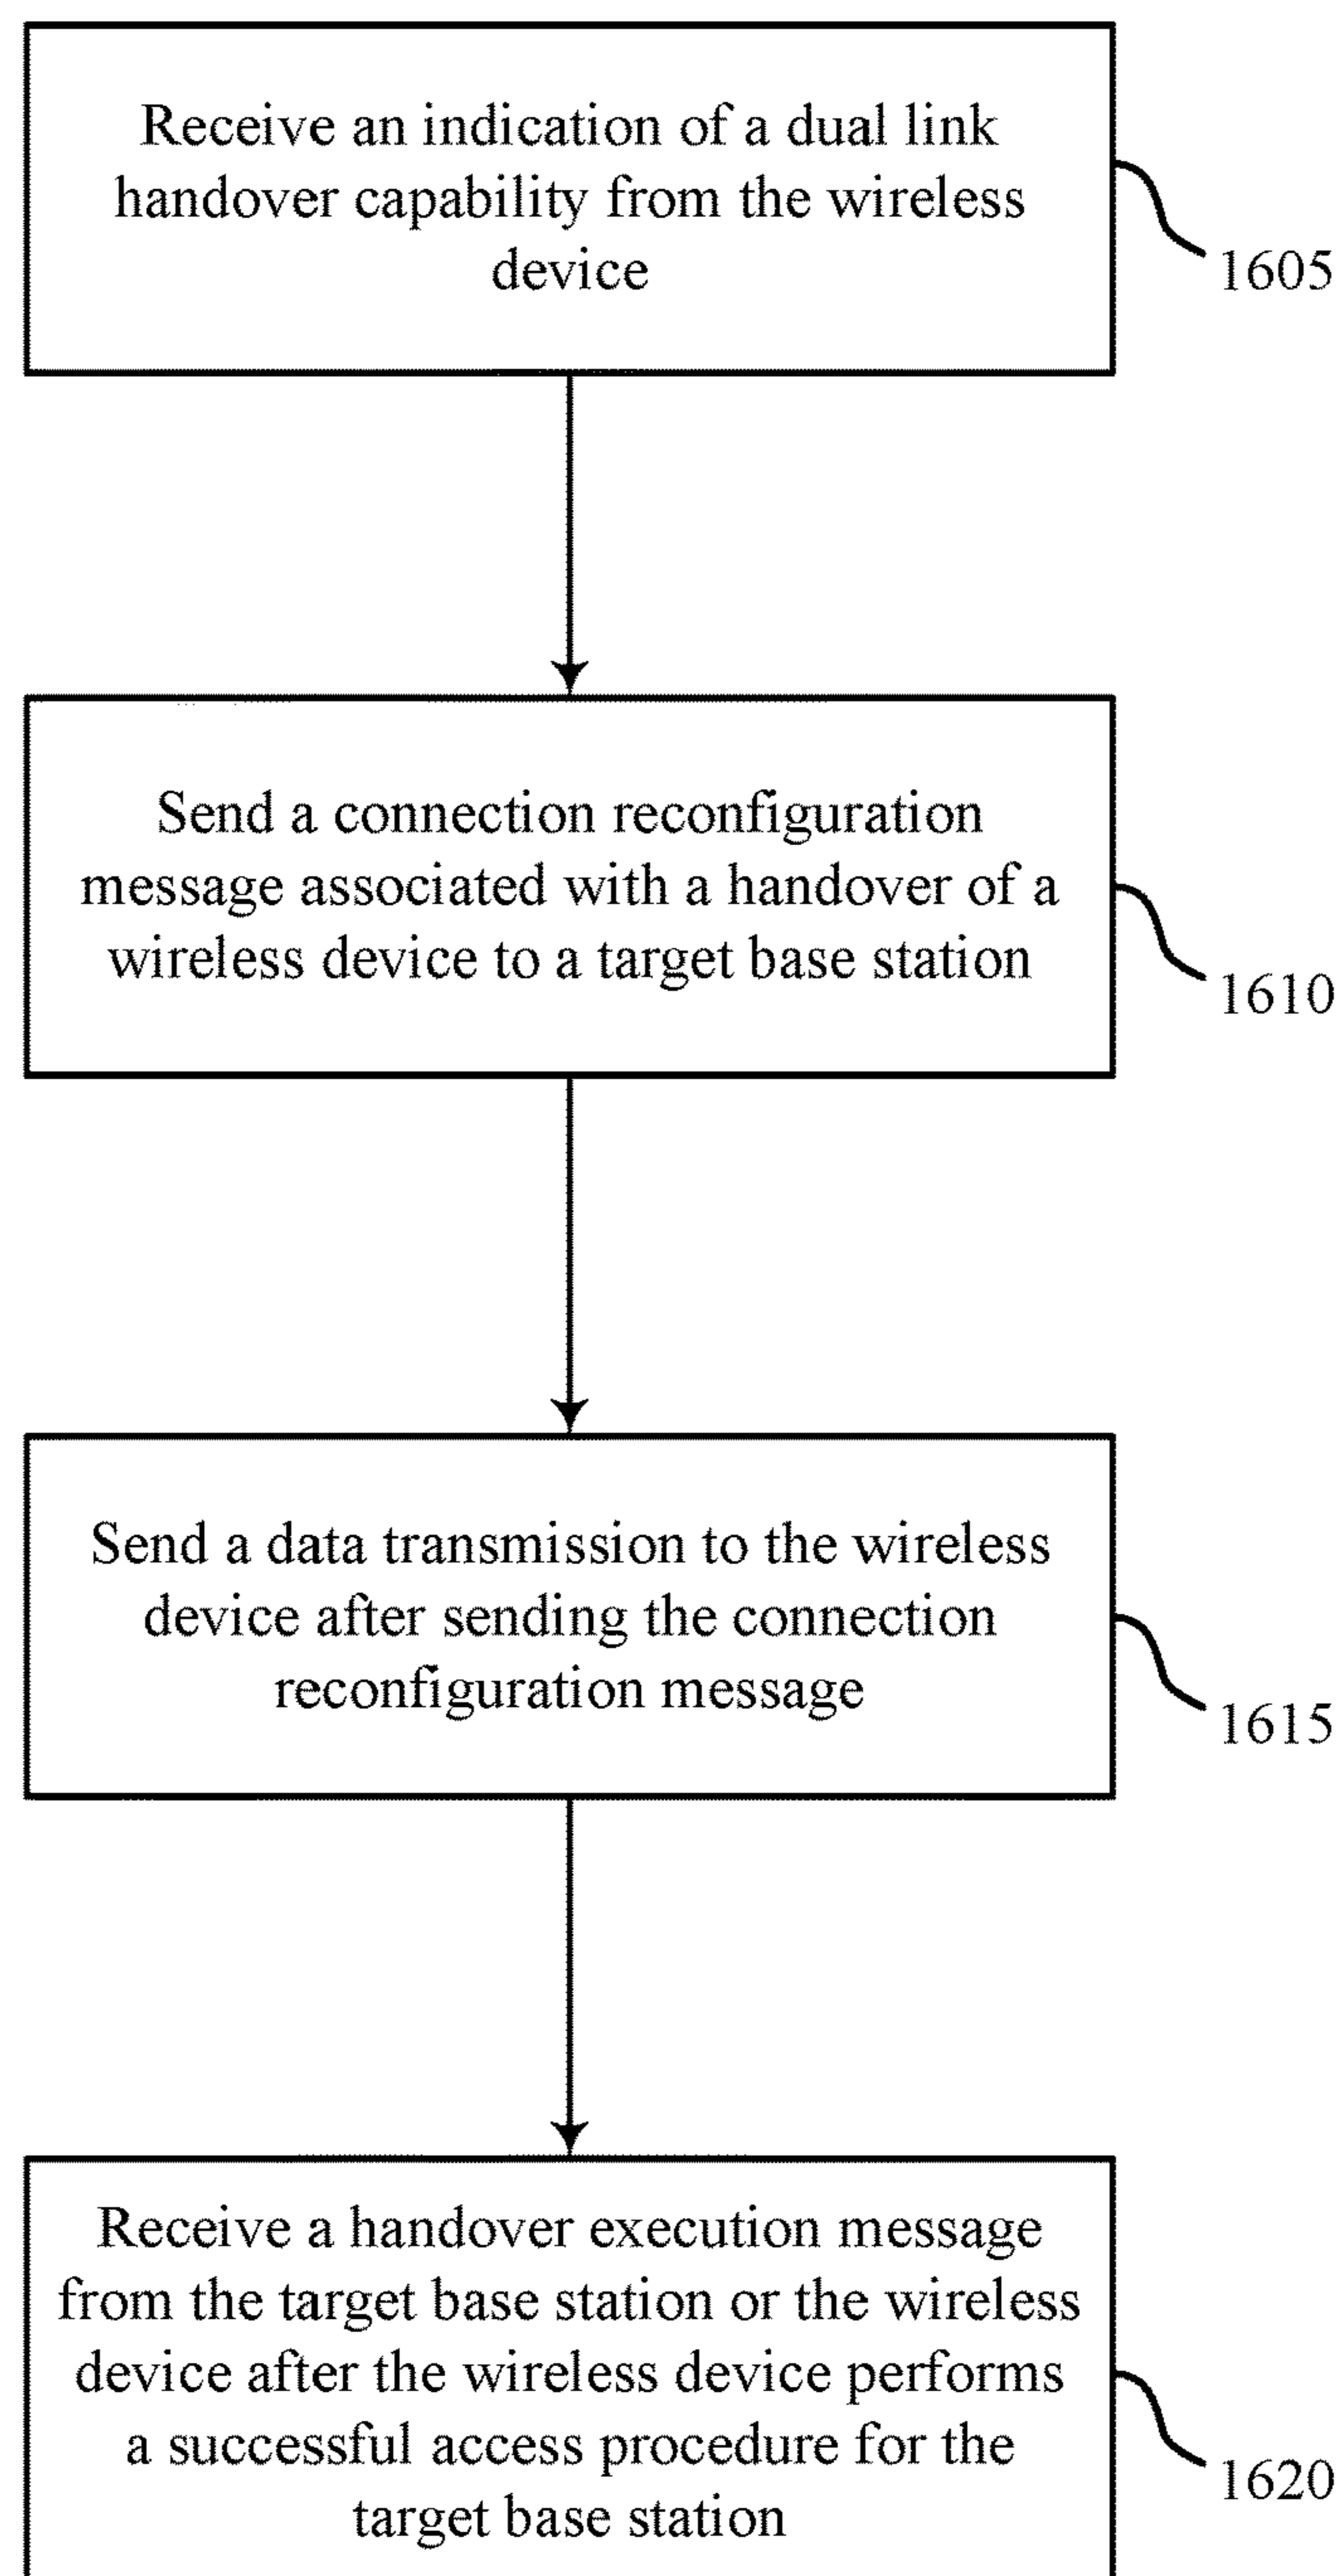 Receive an indication of a dual link
handover capability from the wireless
device
1605
Send a connection reconfiguration
message associated with a handover of a
wireless device to a target base station
1610
Send a data transmission to the wireless
device after sending the connection
reconfiguration message
1615
Receive a handover execution message
from the target base station or the wireless
device after the wireless device performs
a successful access procedure for the
target base station
1620